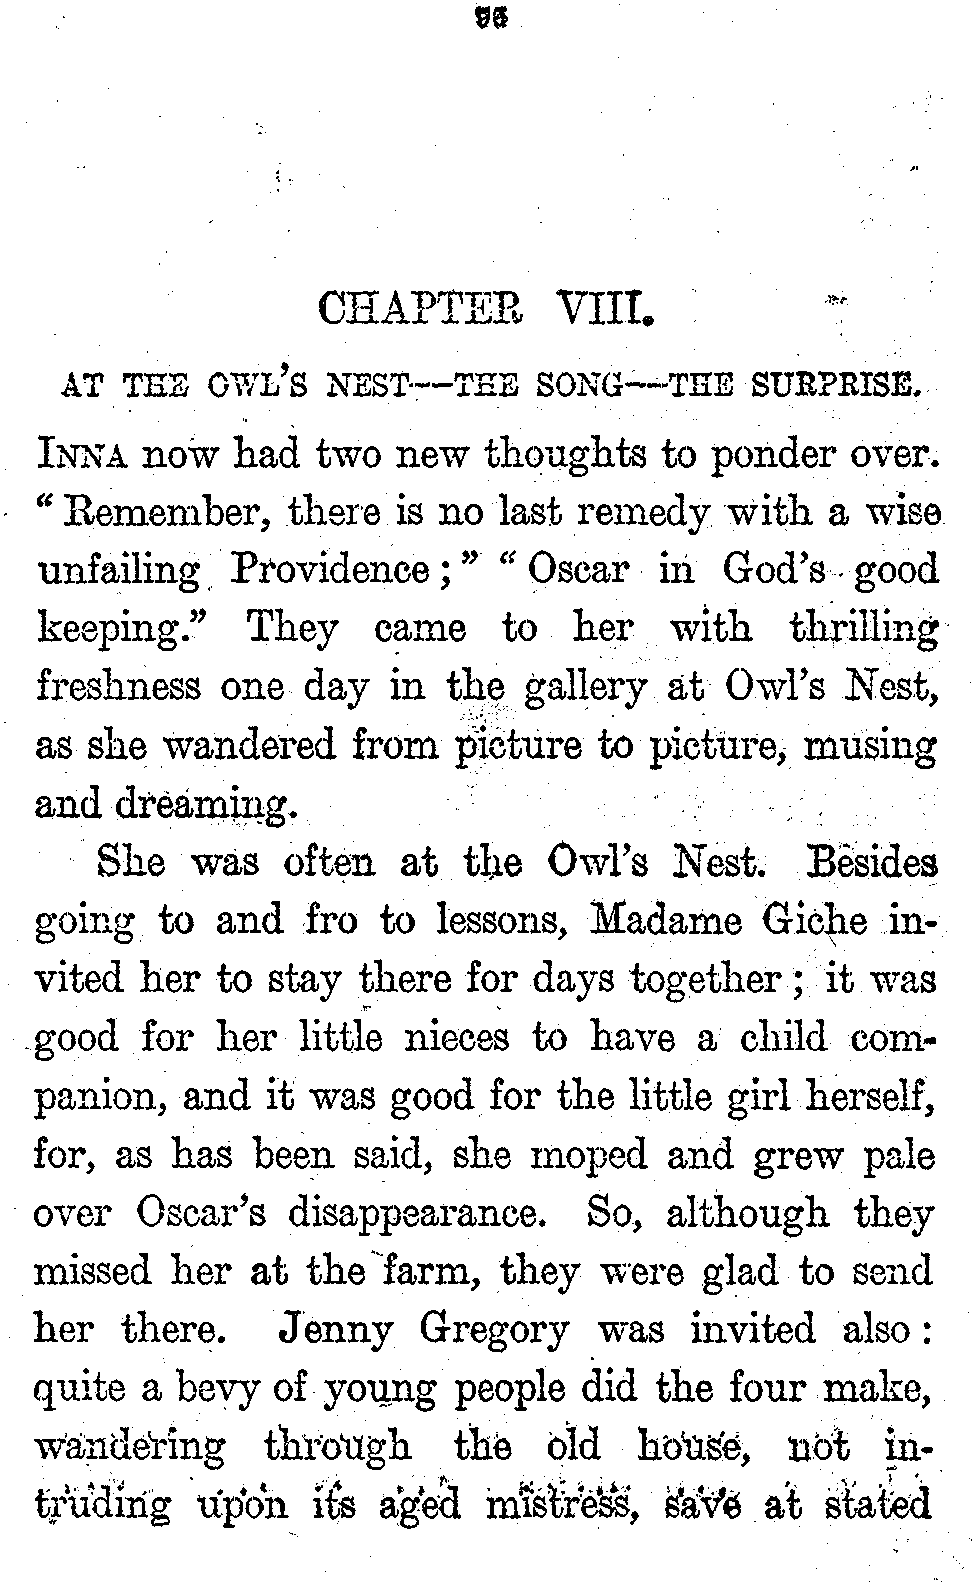 CHAPTER VIII.
AT THE OWL'S NEST--THE SONG--THE SURPRISE.
INNA now had two new thoughts to ponder over.
“Remember, there is no last remedy with a wise
unfailing Providence;” “Oscar in God's good
keeping.” They came to her with thrilling
freshness one day in the gallery at Owl's Nest,
as she wandered from picture to picture, musing
and dreaming.
She was often at the Owl's Nest. Besides
going to and fro to lessons, Madame Giche in-
vited her to stay there for days together; it was
good for her little nieces to have a child com-
panion, and it was good for the little girl herself,
for, as has been said, she moped and grew pale
over Oscar's disappearance. So, although they
missed her at the farm, they were glad to send
her there. Jenny Gregory was invited also:
quite a bevy of young people did the four make,
wandering through the old house, not in-
truding upon its aged mistress, save at stated